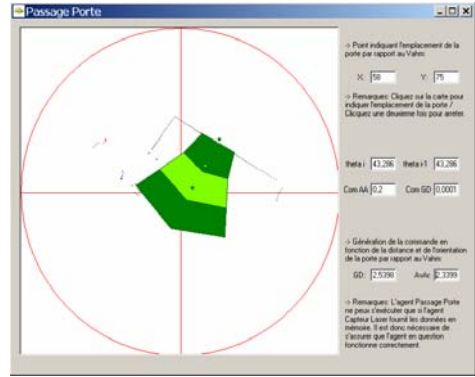 Passage Porte
-> Point indiquant l'emplacement de la
porte par rapport au Vahm:
X: 58 Y: 75
-> Remarques: Cliquez sur la carte pour
indiquer l'emplacement de la porte /
Clicquez une deuxieme fois pour arreter.
theta i 43,286 theta i-1 43,286
Com AA 0,2 Com GD 0,0001
-> Génération de la commande en
fonction de la distance et de l'orientation
de la porte par rapport au Vahm:
GD: 2,5398 AvAr: 2,3399
-> Remarques: L'agent Passage Porte
ne peux s'exécuter que si l'agent
Capteur Laser fournit les données en
mémoire. Il est donc nécessaire de
s'assurer que l'agent en question
fonctionne correctement.